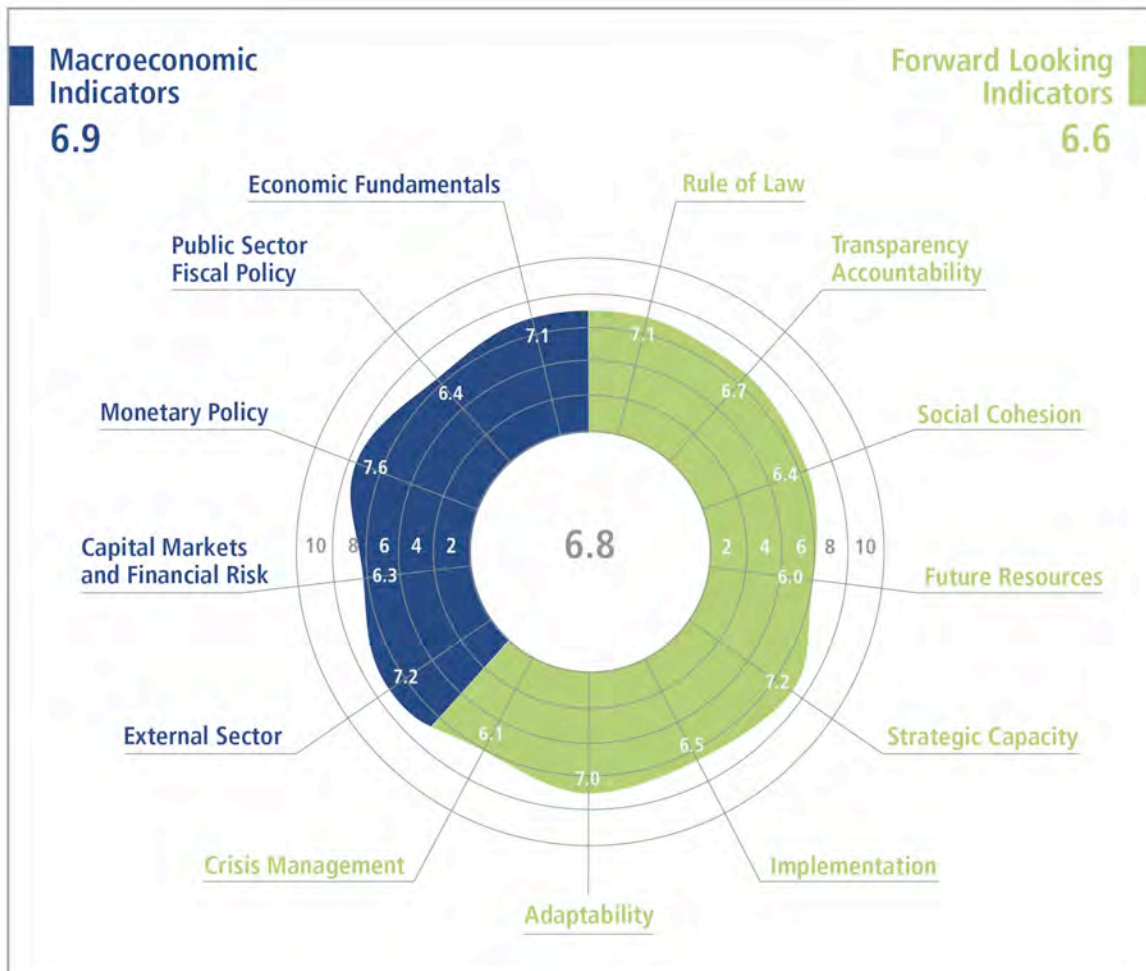 Macroeconomic
Indicators
6.9
Forward Looking
Indicators
6.6
Economic Fundamentals
Rule of Law
Public Sector
Fiscal Policy
Transparency
Accountability
7.1
7.1
6.4
6.7
Monetary Policy
Social Cohesion
7.6
6.4
Capital Markets
and Financial Risk
10 8 6 4 2
6.8
2 4 6 8 10
6.3
6.0
Future Resources
7.2
7.2
External Sector
Strategic Capacity
6.1
6.5
7.0
Crisis Management
Implementation
Adaptability